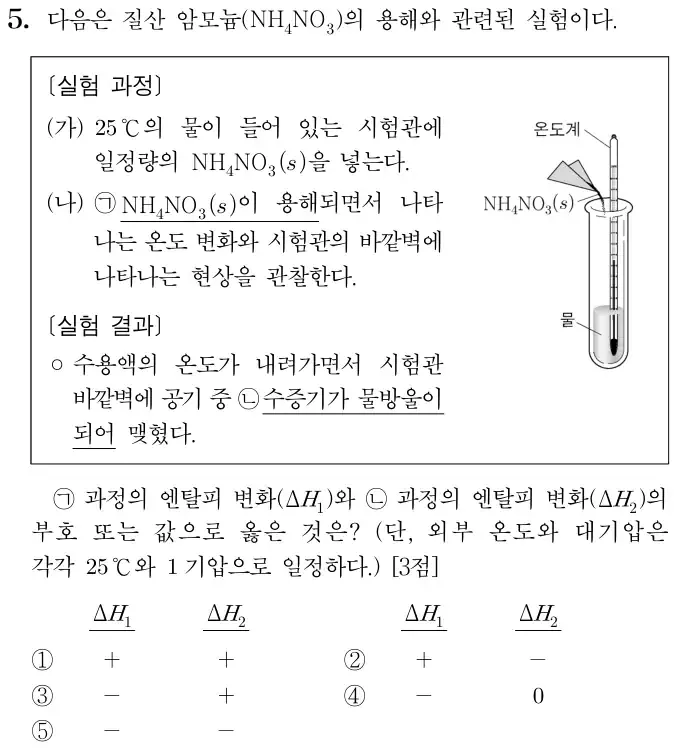 5. 다음은 질산 암모늄(NH₄NO₃)의 용해와 관련된 실험이다.
〔실험 과정〕
(가) 25℃의 물이 들어 있는 시험관에
일정량의 NH₄NO₃(s)을 넣는다.
(나) ㉠ NH₄NO₃(s)이 용해되면서 나타
나는 온도 변화와 시험관의 바깥벽에
나타나는 현상을 관찰한다.
〔실험 결과〕
○ 수용액의 온도가 내려가면서 시험관
바깥벽에 공기 중 ㉡수증기가 물방울이
되어 맺혔다.
온도계
NH₄NO₃(s)
물
㉠ 과정의 엔탈피 변화(ΔH₁)와 ㉡ 과정의 엔탈피 변화(ΔH₂)의
부호 또는 값으로 옳은 것은? (단, 외부 온도와 대기압은
각각 25℃와 1기압으로 일정하다.) [3점]
ΔH₁ ΔH₂ ΔH₁ ΔH₂
① + + ② + −
③ − + ④ − 0
⑤ − −